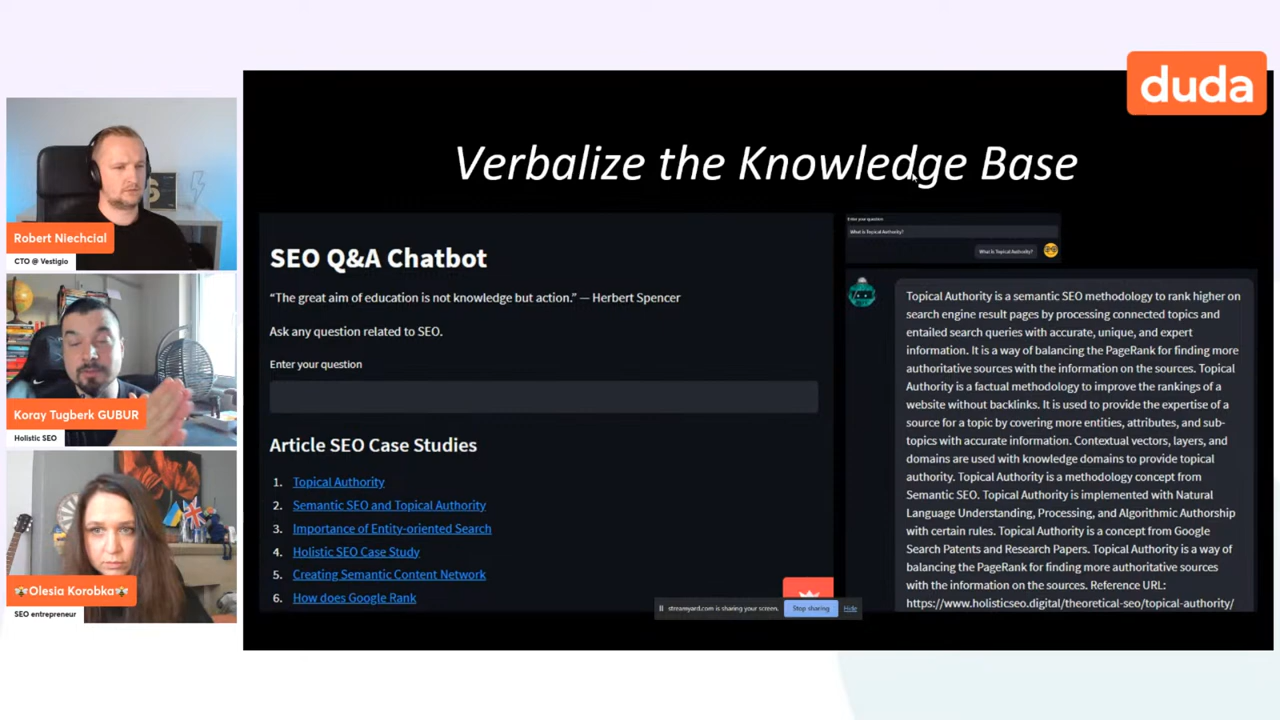 duda
Robert Niechcial
CTO @ Vestigio
Koray Tugberk GUBUR
Holistic SEO
Olesia Korobka
SEO entrepreneur
Verbalize the Knowledge Base
SEO Q&A Chatbot
“The great aim of education is not knowledge but action.” — Herbert Spencer
Ask any question related to SEO.
Enter your question
Article SEO Case Studies
1. Topical Authority
2. Semantic SEO and Topical Authority
3. Importance of Entity-oriented Search
4. Holistic SEO Case Study
5. Creating Semantic Content Network
6. How does Google Rank
Enter your question
What is Topical Authority?
What is Topical Authority?
Topical Authority is a semantic SEO methodology to rank higher on
search engine result pages by processing connected topics and
entailed search queries with accurate, unique, and expert
information. It is a way of balancing the PageRank for finding more
authoritative sources with the information on the sources. Topical
Authority is a factual methodology to improve the rankings of a
website without backlinks. It is used to provide the expertise of a
source for a topic by covering more entities, attributes, and sub-
topics with accurate information. Contextual vectors, layers, and
domains are used with knowledge domains to provide topical
authority. Topical Authority is a methodology concept from
Semantic SEO. Topical Authority is implemented with Natural
Language Understanding, Processing, and Algorithmic Authorship
with certain rules. Topical Authority is a concept from Google
Search Patents and Research Papers. Topical Authority is a way of
balancing the PageRank for finding more authoritative sources
with the information on the sources. Reference URL:
https://www.holisticseo.digital/theoretical-seo/topical-authority/
streamyard.com is sharing your screen.
Stop sharing
Hide